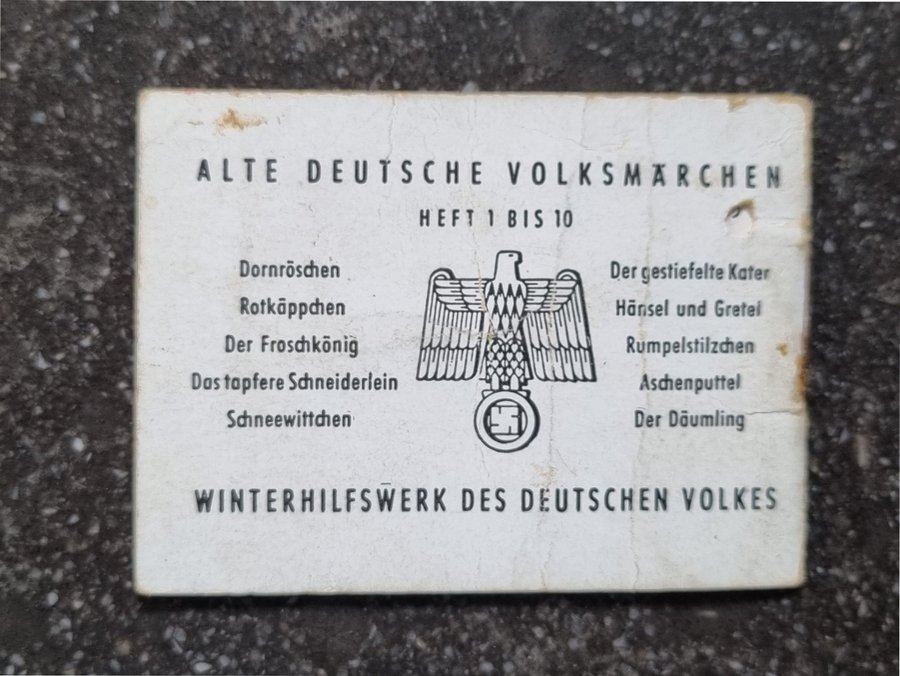 ALTE DEUTSCHE VOLKSMÄRCHEN
HEFT 1 BIS 10
Dornröschen
Rotkäppchen
Der Froschkönig
Das tapfere Schneiderlein
Schneewittchen
Der gestiefelte Kater
Hänsel und Gretel
Rumpelstilzchen
Aschenputtel
Der Däumling
WINTERHILFSWERK DES DEUTSCHEN VOLKES